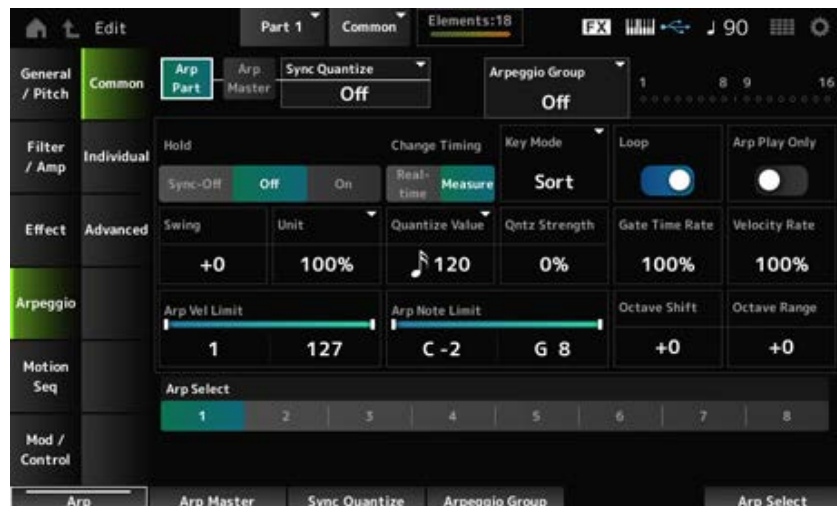 Edit
Part 1
Common
Elements:18
FX
90
General / Pitch
Common
Arp Part
Arp Master
Sync Quantize
Off
Arpeggio Group
Off
1 8 9 16
Filter / Amp
Individual
Hold
Sync-Off Off On
Change Timing
Real-time Measure
Key Mode
Sort
Loop
Arp Play Only
Effect
Advanced
Swing
+0
Unit
100%
Quantize Value
120
Qntz Strength
0%
Gate Time Rate
100%
Velocity Rate
100%
Arpeggio
Arp Vel Limit
1 127
Arp Note Limit
C -2 G 8
Octave Shift
+0
Octave Range
+0
Motion Seq
Arp Select
1 2 3 4 5 6 7 8
Mod / Control
Arp
Arp Master
Sync Quantize
Arpeggio Group
Arp Select